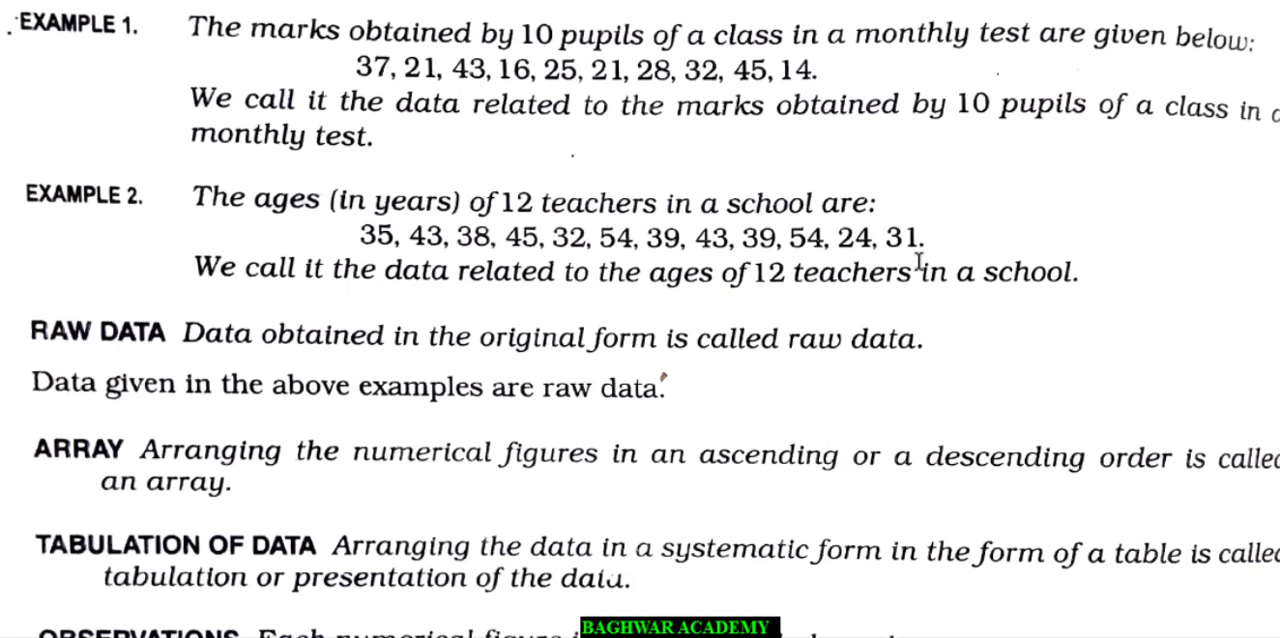 EXAMPLE 1. The marks obtained by 10 pupils of a class in a monthly test are given below:
37, 21, 43, 16, 25, 21, 28, 32, 45, 14.
We call it the data related to the marks obtained by 10 pupils of a class in
monthly test.
EXAMPLE 2. The ages (in years) of 12 teachers in a school are:
35, 43, 38, 45, 32, 54, 39, 43, 39, 54, 24, 31.
We call it the data related to the ages of 12 teachers in a school.
RAW DATA Data obtained in the original form is called raw data.
Data given in the above examples are raw data.
ARRAY Arranging the numerical figures in an ascending or a descending order is
an array.
TABULATION OF DATA Arranging the data in a systematic form in the form of a table is
tabulation or presentation of the data.
OBSERVATIONS Each numerical figure
BAGHWAR ACADEMY